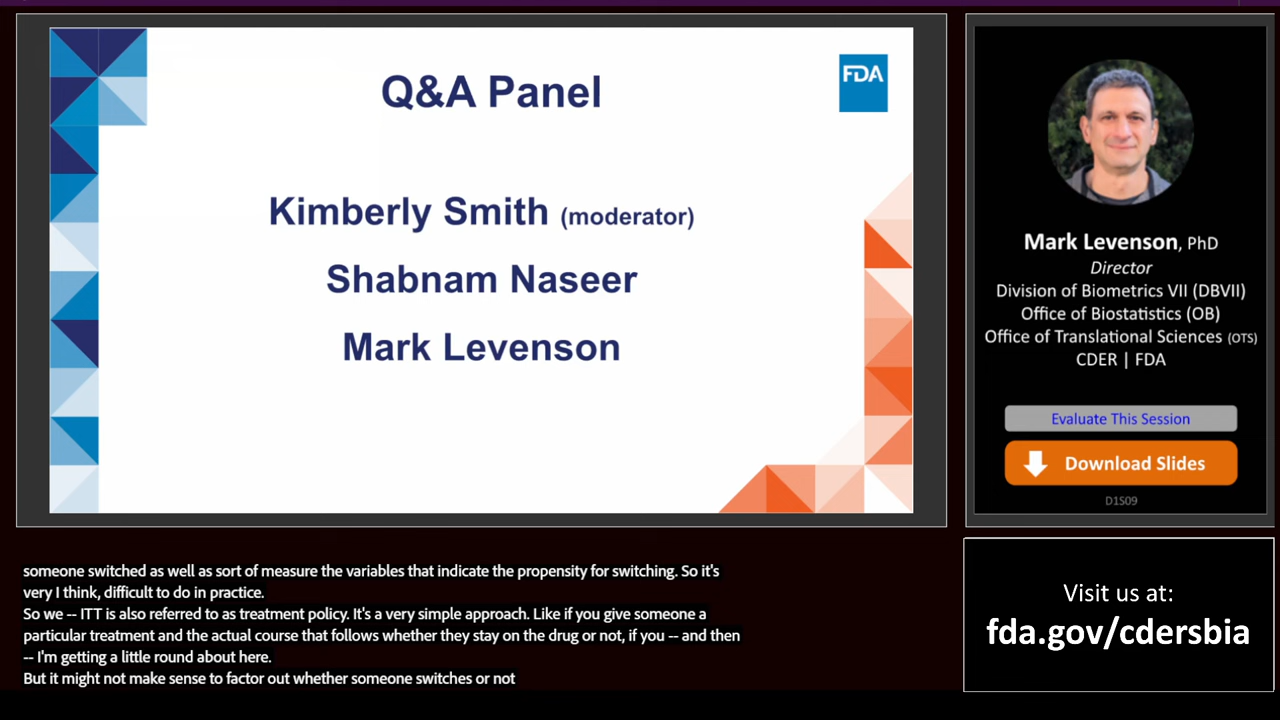 Q&A Panel
FDA
Kimberly Smith (moderator)
Shabnam Naseer
Mark Levenson
Mark Levenson, PhD
Director
Division of Biometrics VII (DBVII)
Office of Biostatistics (OB)
Office of Translational Sciences (OTS)
CDER | FDA
Evaluate This Session
Download Slides
D1S09
someone switched as well as sort of measure the variables that indicate the propensity for switching. So it's
very I think, difficult to do in practice.
So we -- ITT is also referred to as treatment policy. It's a very simple approach. Like if you give someone a
particular treatment and the actual course that follows whether they stay on the drug or not, if you -- and then
-- I'm getting a little round about here.
But it might not make sense to factor out whether someone switches or not
Visit us at:
fda.gov/cdersbia